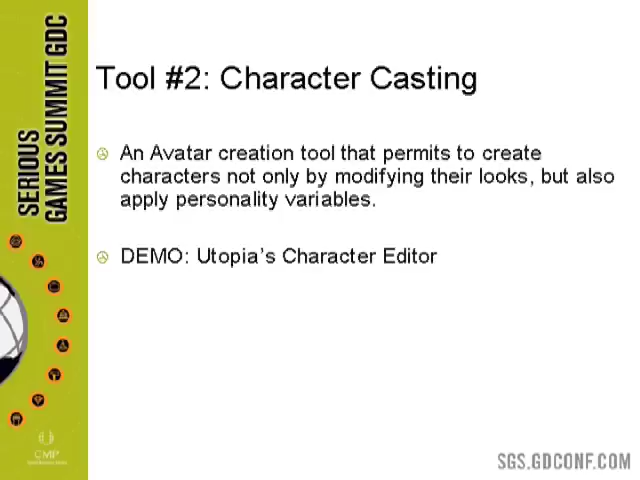 SERIOUS
GAMES SUMMIT GDC
Tool #2: Character Casting
An Avatar creation tool that permits to create
characters not only by modifying their looks, but also
apply personality variables.
DEMO: Utopia's Character Editor
CMP
SGS.GDCONF.COM